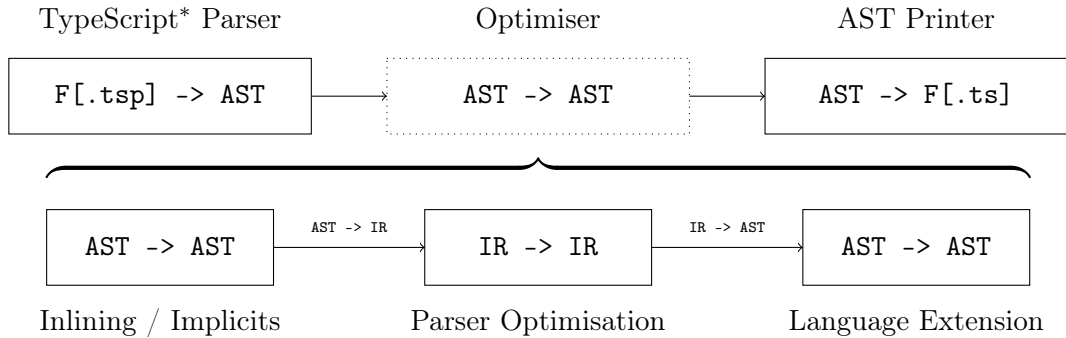 TypeScript* Parser
Optimiser
AST Printer
F[.tsp] -> AST
AST -> AST
AST -> F[.ts]
AST -> AST
AST -> IR
IR -> IR
IR -> AST
AST -> AST
Inlining / Implicits
Parser Optimisation
Language Extension